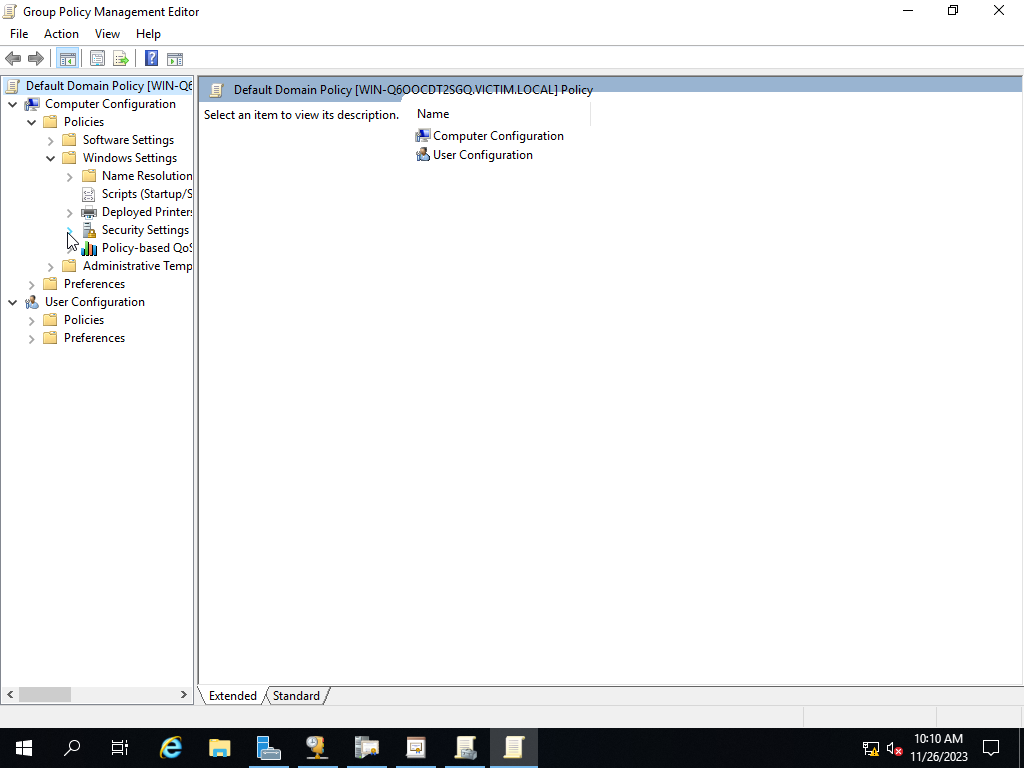 Group Policy Management Editor
File Action View Help
Default Domain Policy [WIN-Q6
Computer Configuration
Policies
Software Settings
Windows Settings
Name Resolution
Scripts (Startup/S
Deployed Printers
Security Settings
Policy-based QoS
Administrative Temp
Preferences
User Configuration
Policies
Preferences
Default Domain Policy [WIN-Q6OOCDT2SGQ.VICTIM.LOCAL] Policy
Select an item to view its description.
Name
Computer Configuration
User Configuration
Extended Standard
10:10 AM
11/26/2023